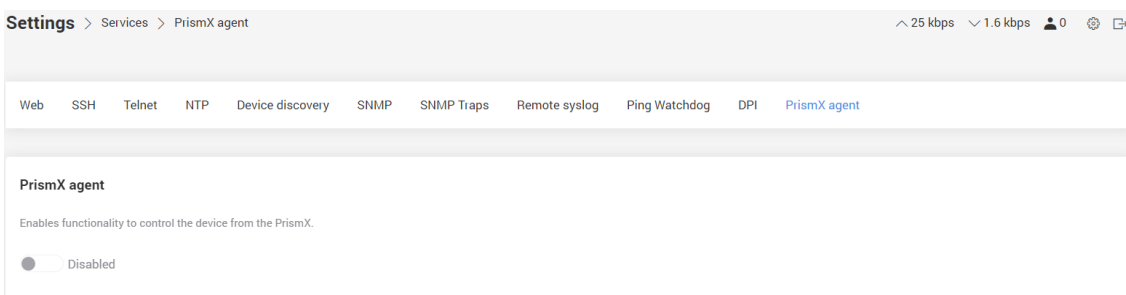 Settings > Services > PrismX agent 25 kbps 1.6 kbps 0
Web SSH Telnet NTP Device discovery SNMP SNMP Traps Remote syslog Ping Watchdog DPI PrismX agent
PrismX agent
Enables functionality to control the device from the PrismX.
Disabled